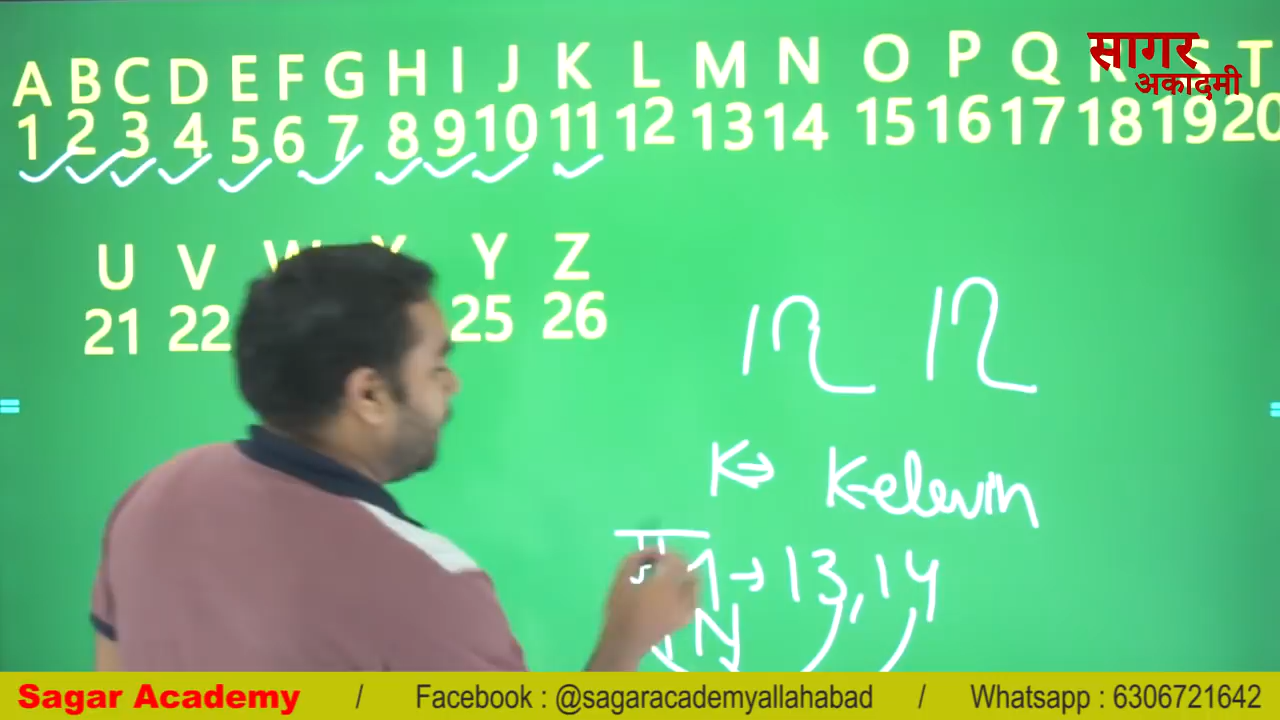 सागर
अकादमी
A B C D E F G H I J K L M N O P Q R S T
1 2 3 4 5 6 7 8 9 10 11 12 13 14 15 16 17 18 19 20
U V W X Y Z
21 22 25 26
12 12
K → Kelevin
M → 13, 14
N
Sagar Academy / Facebook : @sagaracademyallahabad / Whatsapp : 6306721642